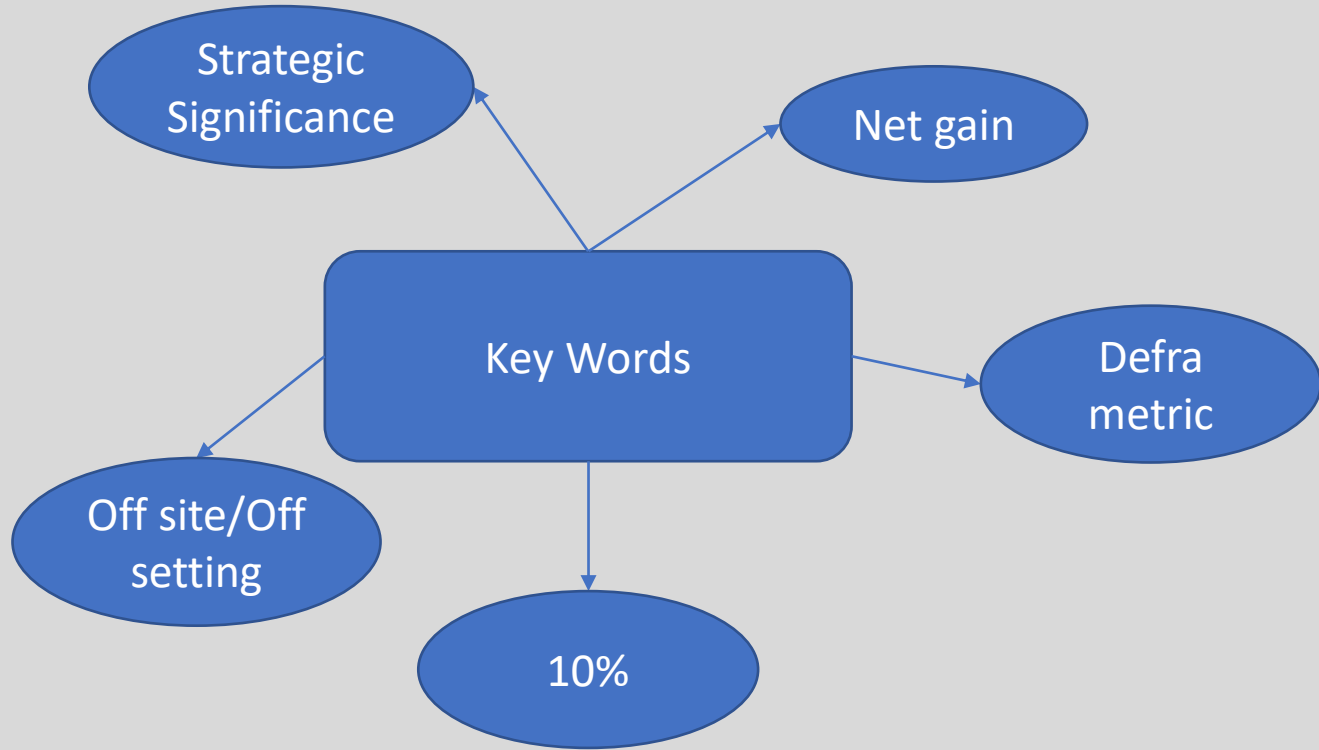 Strategic
Significance
Net gain
Key Words
Defra
metric
Off site/Off
setting
10%